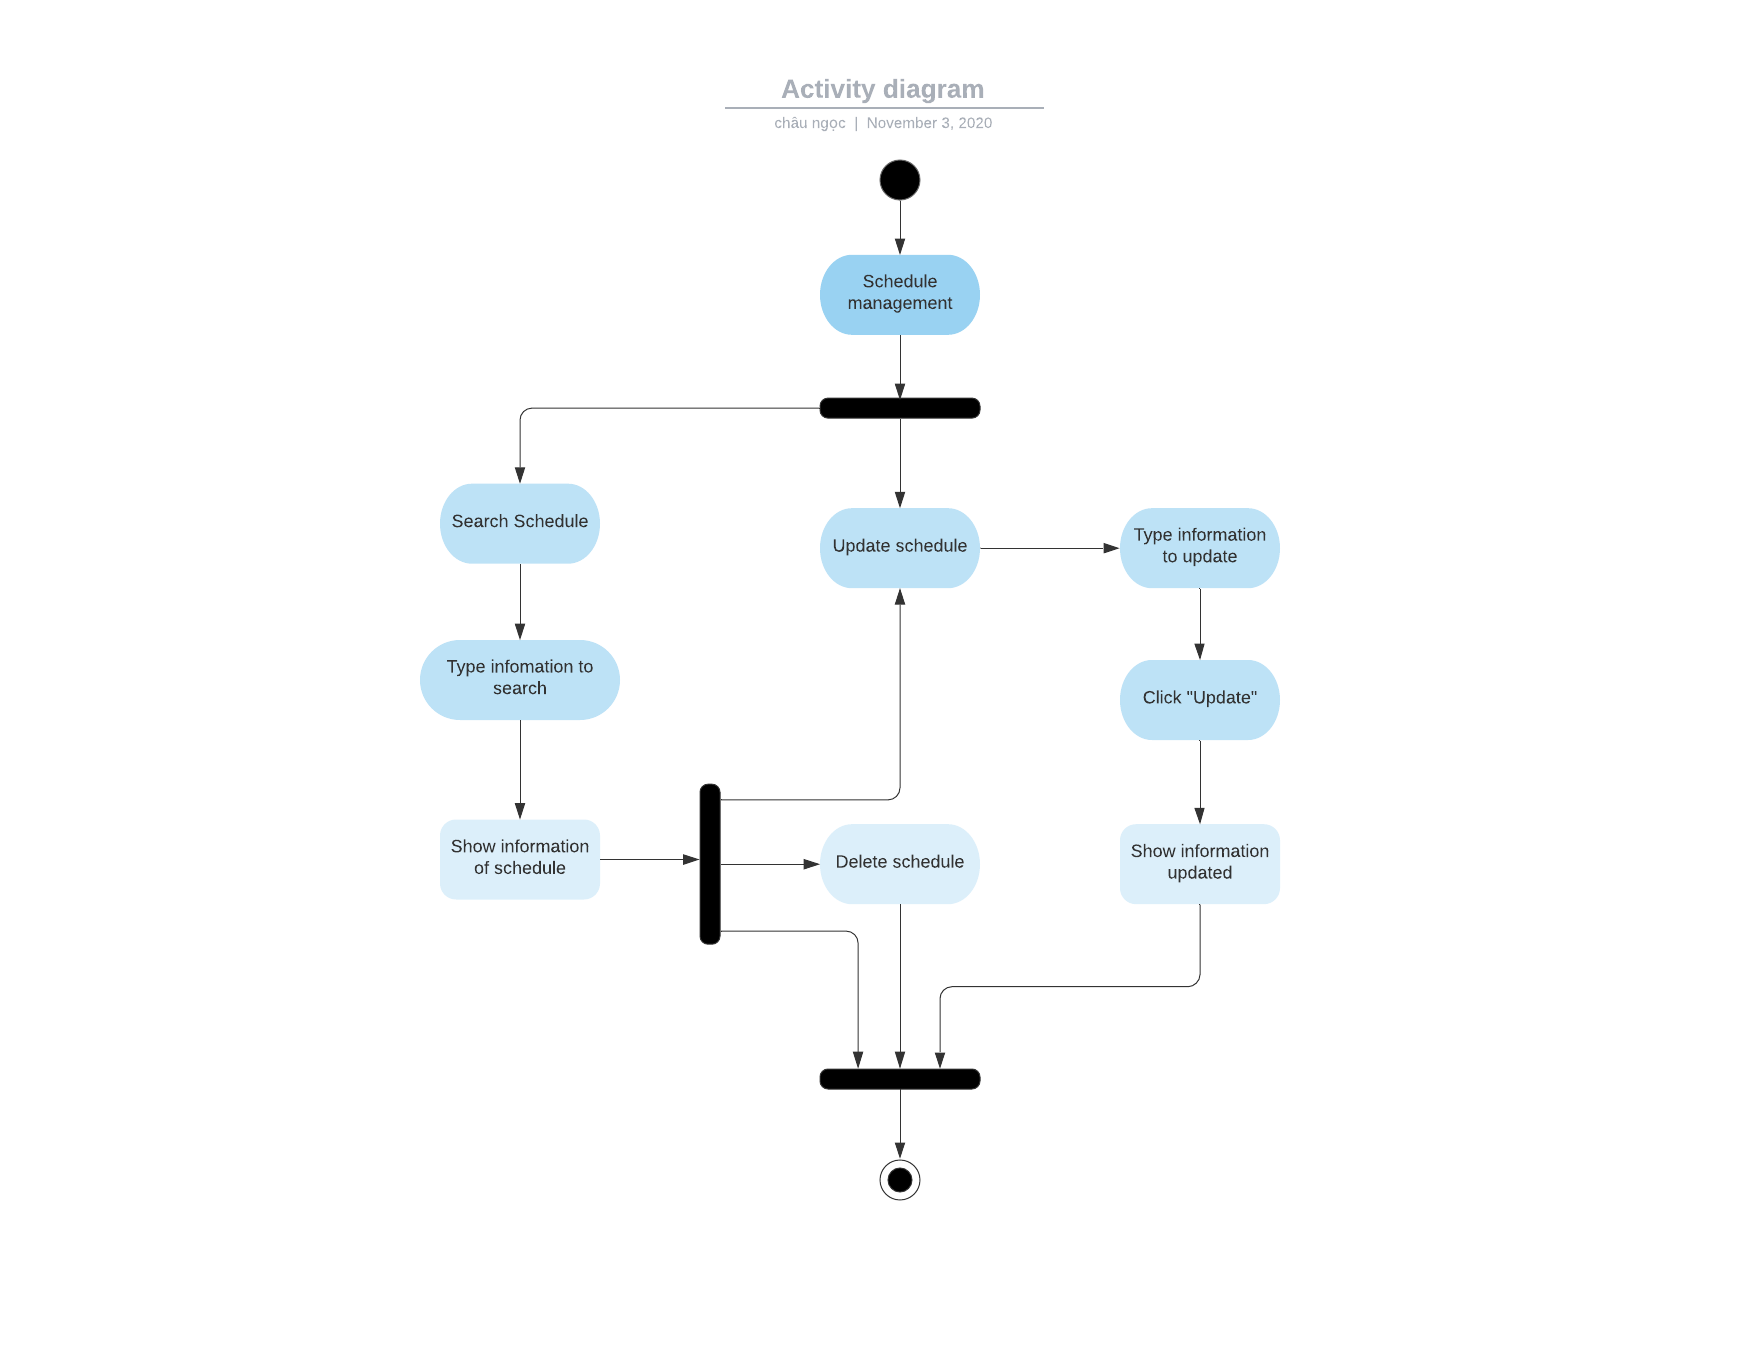 Activity diagram
châu ngọc | November 3, 2020
Schedule
management
Search Schedule
Update schedule
Type information
to update
Type infomation to
search
Click "Update"
Show information
of schedule
Delete schedule
Show information
updated